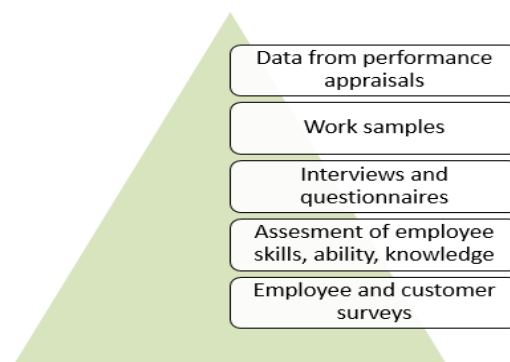 Data from performance
appraisals
Work samples
Interviews and
questionnaires
Assesment of employee
skills, ability, knowledge
Employee and customer
surveys